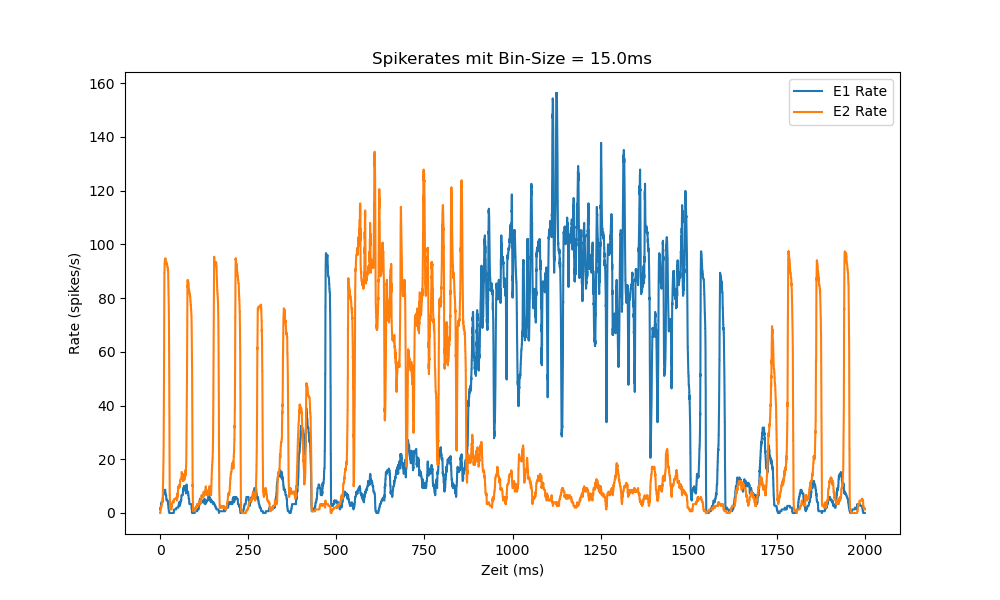 Spikerates mit Bin-Size = 15.0ms
E1 Rate
E2 Rate
Rate (spikes/s)
160
140
120
100
80
60
40
20
0
0 250 500 750 1000 1250 1500 1750 2000
Zeit (ms)